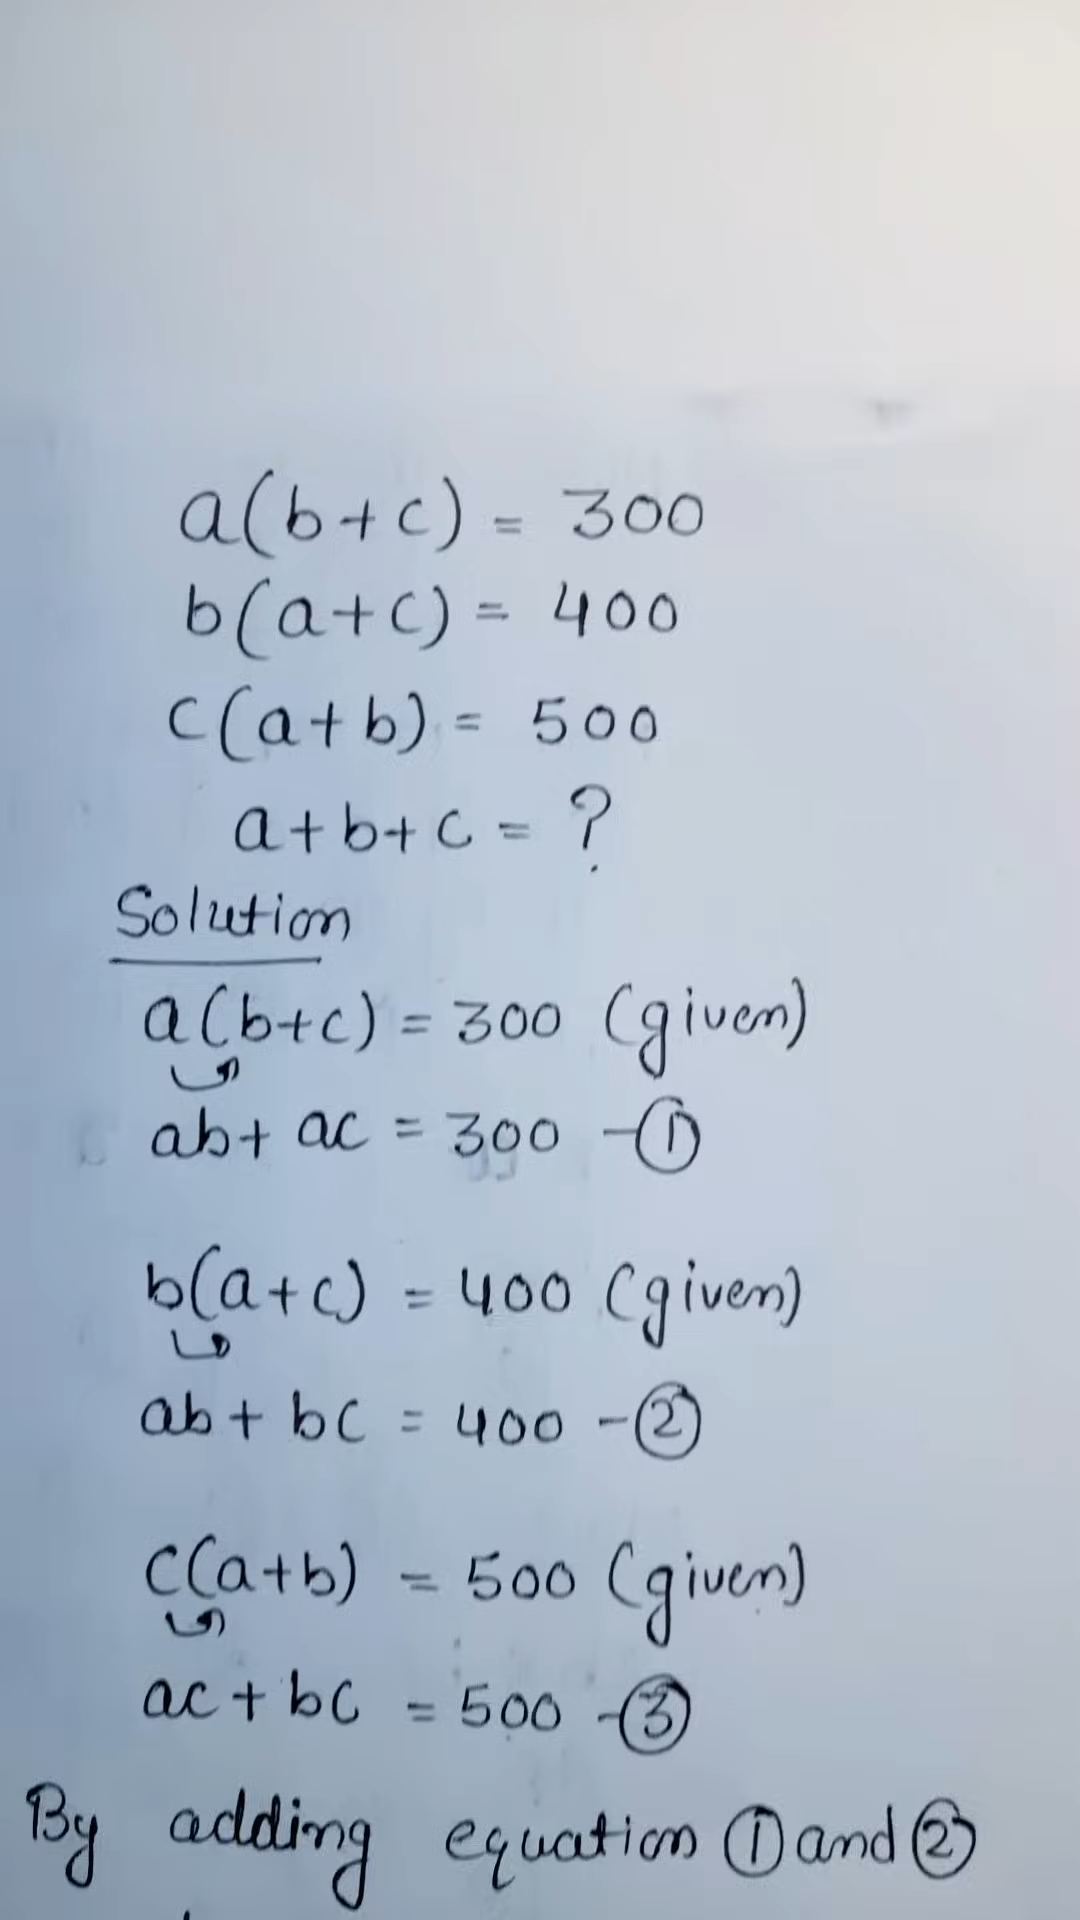 a(b+c) = 300
b(a+c) = 400
c(a+b) = 500
a+b+c = ?
Solution
a(b+c) = 300 (given)
ab+ ac = 300 -①
b(a+c) = 400 (given)
ab + bc = 400 -②
c(a+b) = 500 (given)
ac + bc = 500 -③
By adding equation ① and ②